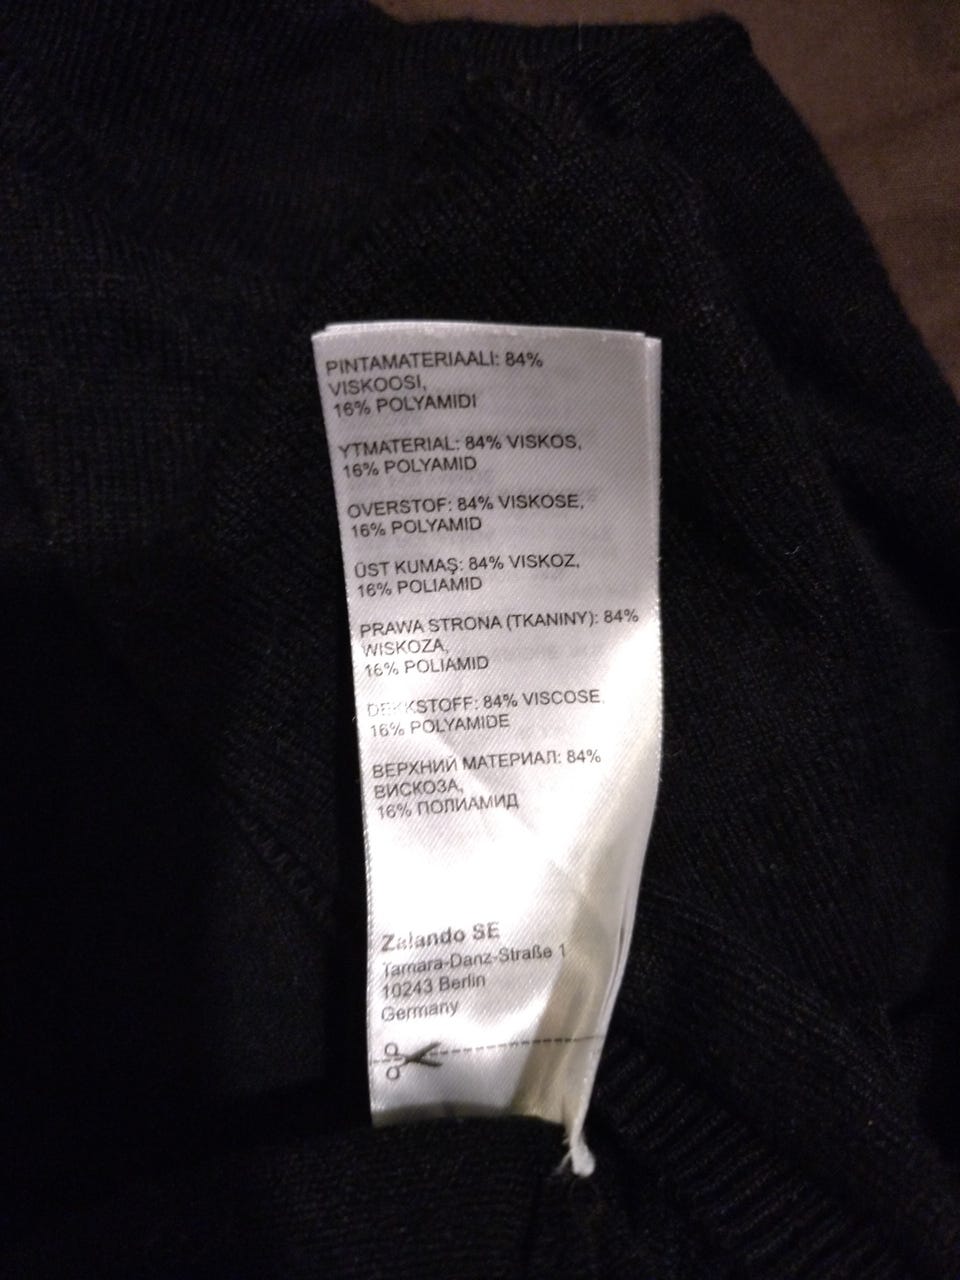 PINTAMATERIAALI: 84%
VISKOOSI,
16% POLYAMIDI
YTMATERIAL: 84% VISKOS,
16% POLYAMID
OVERSTOF: 84% VISKOSE,
16% POLYAMID
ÜST KUMAŞ: 84% VISKOZ,
16% POLIAMID
PRAWA STRONA (TKANINY): 84%
WISKOZA,
16% POLIAMID
DEKKSTOFF: 84% VISCOSE,
16% POLYAMIDE
ВЕРХНИЙ МАТЕРИАЛ: 84%
ВИСКОЗА,
16% ПОЛИАМИД
Zalando SE
Tamara-Danz-Straße 1
10243 Berlin
Germany